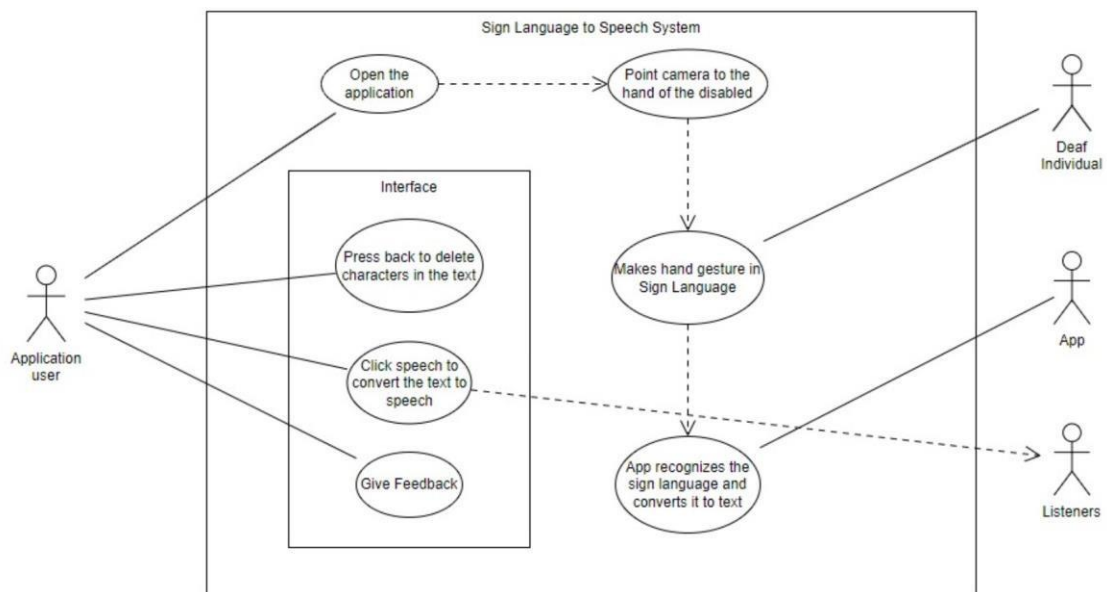 Sign Language to Speech System
Open the
application
Point camera to the
hand of the disabled
Deaf
Individual
Interface
Press back to delete
characters in the text
Makes hand gesture in
Sign Language
Application
user
App
Click speech to
convert the text to
speech
Give Feedback
App recognizes the
sign language and
converts it to text
Listeners